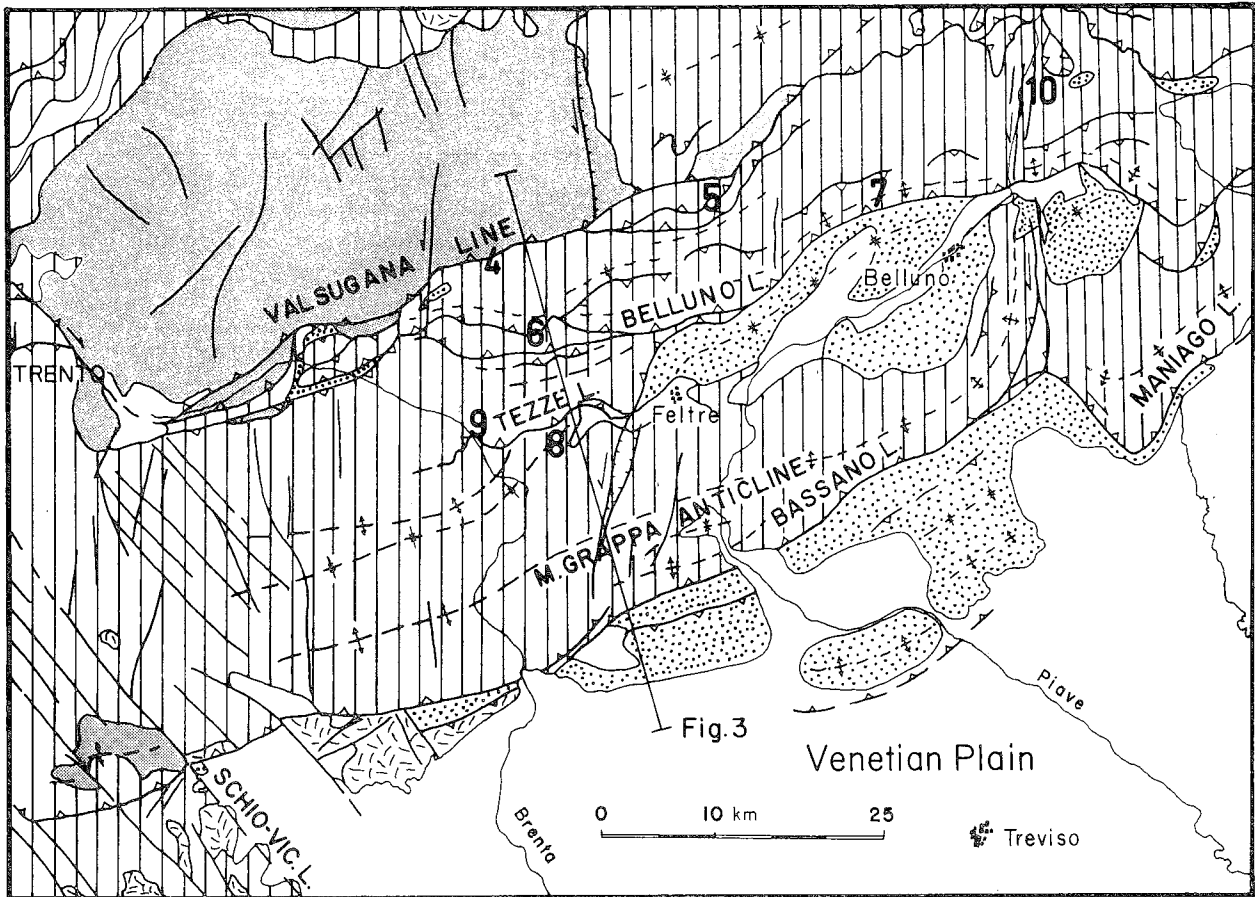 10
5
7
VALSUGANA LINE
4
BELLUNO L.
Belluno
6
TRENTO
MANIAGO L.
9
TEZZE L.
8
Feltre
M. GRAPPA ANTICLINE
BASSANO L.
Piave
Fig.3
Venetian Plain
SCHIO-VIC. L.
Brenta
0 10 km 25
Treviso